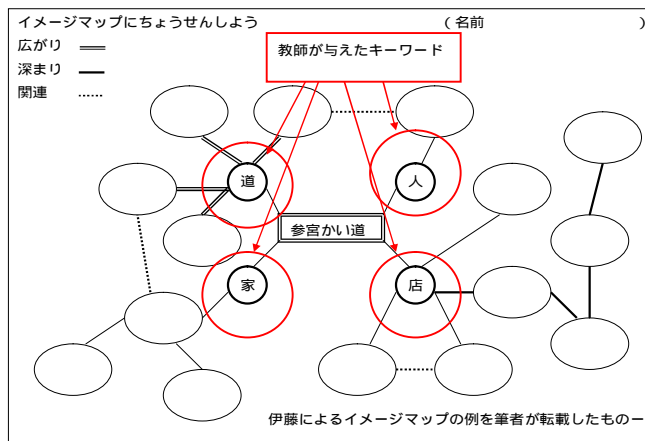 イメージマップにちょうせんしよう （名前 ）
広がり
深まり
関連
教師が与えたキーワード
道
人
参宮かい道
家
店
伊藤によるイメージマップの例を筆者が転載したものー